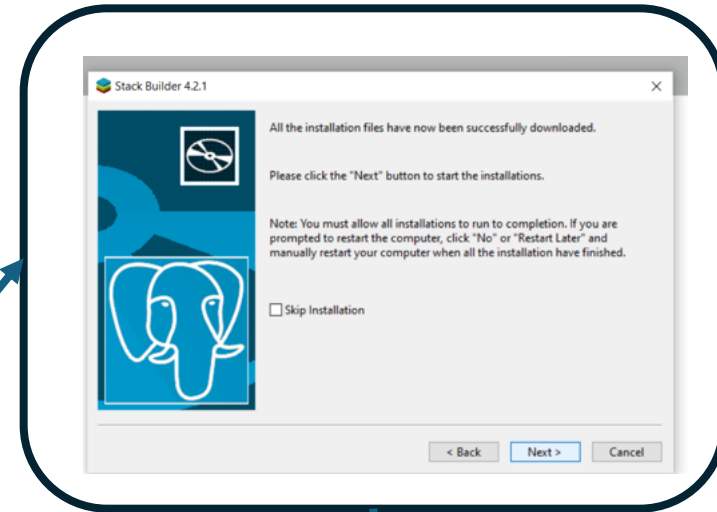 Stack Builder 4.2.1
All the installation files have now been successfully downloaded.
Please click the "Next" button to start the installations.
Note: You must allow all installations to run to completion. If you are
prompted to restart the computer, click "No" or "Restart Later" and
manually restart your computer when all the installation have finished.
Skip Installation
< Back
Next >
Cancel